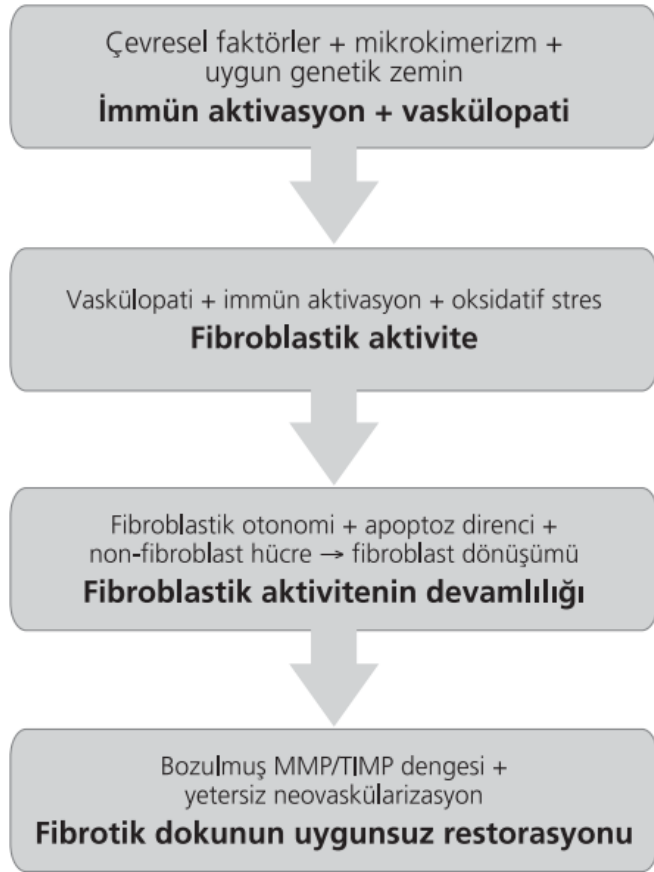 Çevresel faktörler + mikrokimerizm +
uygun genetik zemin
İmmün aktivasyon + vaskülopati
Vaskülopati + immün aktivasyon + oksidatif stres
Fibroblastik aktivite
Fibroblastik otonomi + apoptoz direnci +
non-fibroblast hücre → fibroblast dönüşümü
Fibroblastik aktivitenin devamlılığı
Bozulmuş MMP/TIMP dengesi +
yetersiz neovaskülarizasyon
Fibrotik dokunun uygunsuz restorasyonu